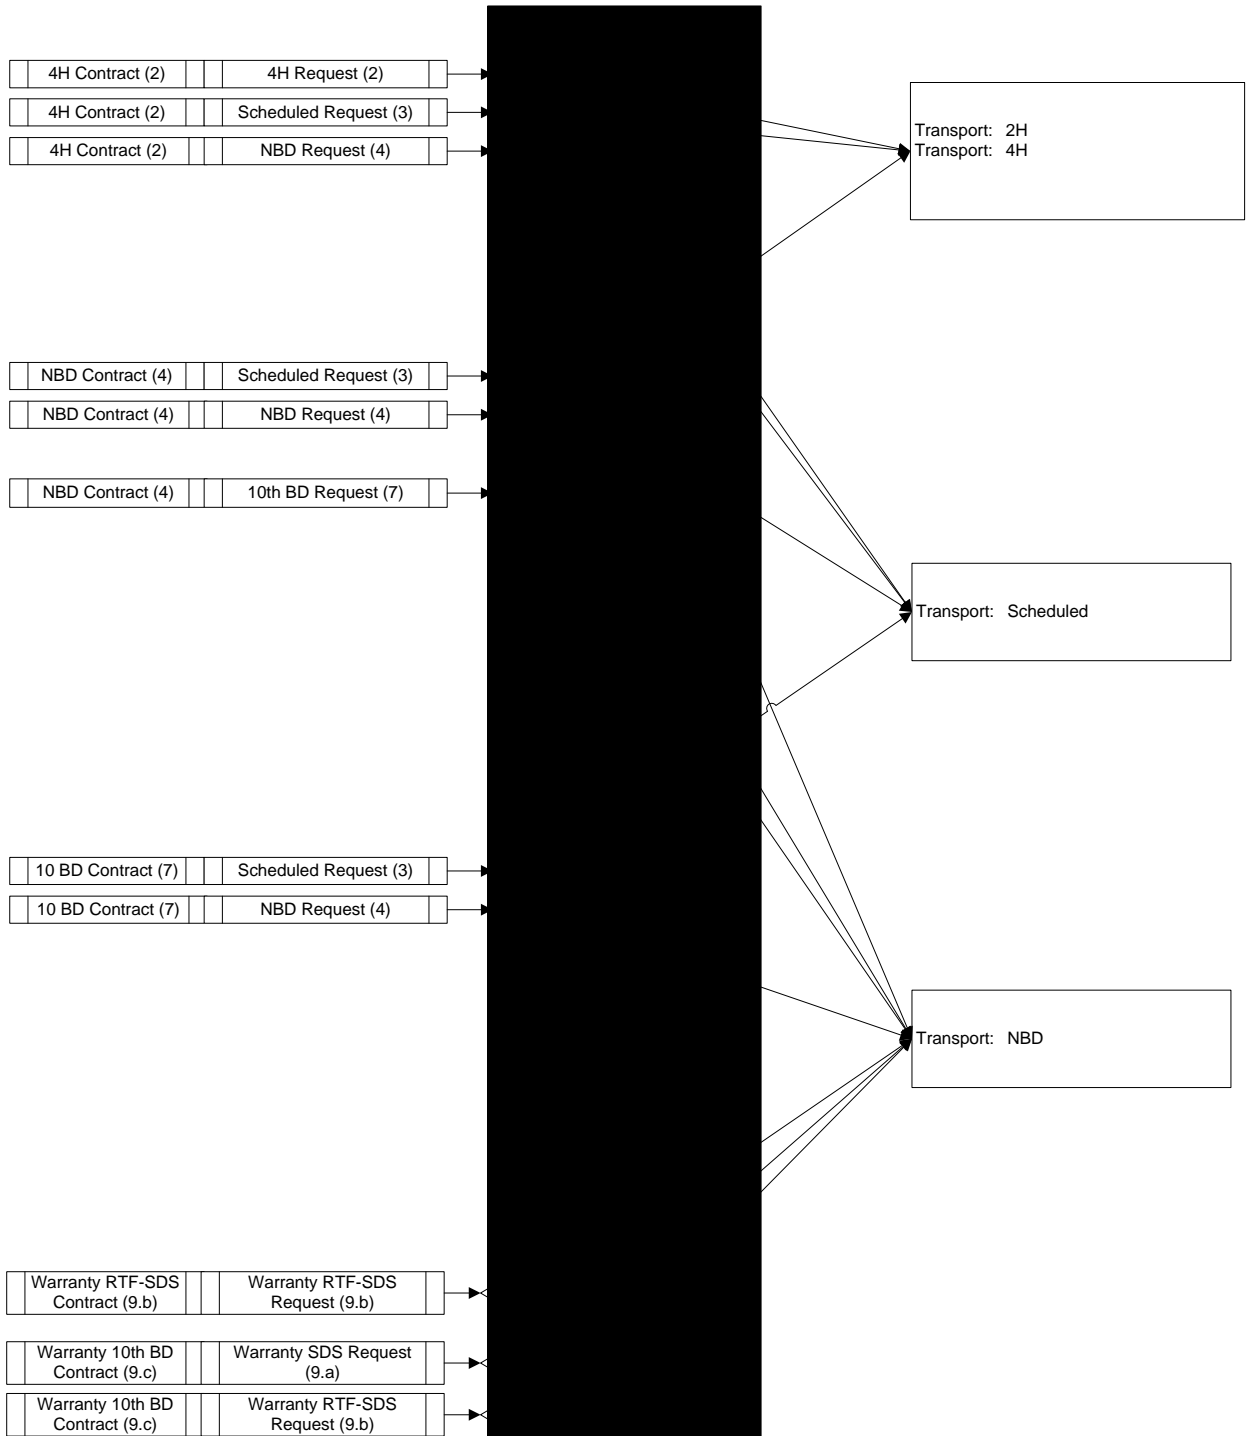 4H Contract (2) 4H Request (2)
4H Contract (2) Scheduled Request (3)
4H Contract (2) NBD Request (4)
Transport: 2H
Transport: 4H
NBD Contract (4) Scheduled Request (3)
NBD Contract (4) NBD Request (4)
NBD Contract (4) 10th BD Request (7)
Transport: Scheduled
10 BD Contract (7) Scheduled Request (3)
10 BD Contract (7) NBD Request (4)
Transport: NBD
Warranty RTF-SDS
Contract (9.b)
Warranty RTF-SDS
Request (9.b)
Warranty 10th BD
Contract (9.c)
Warranty SDS Request
(9.a)
Warranty 10th BD
Contract (9.c)
Warranty RTF-SDS
Request (9.b)